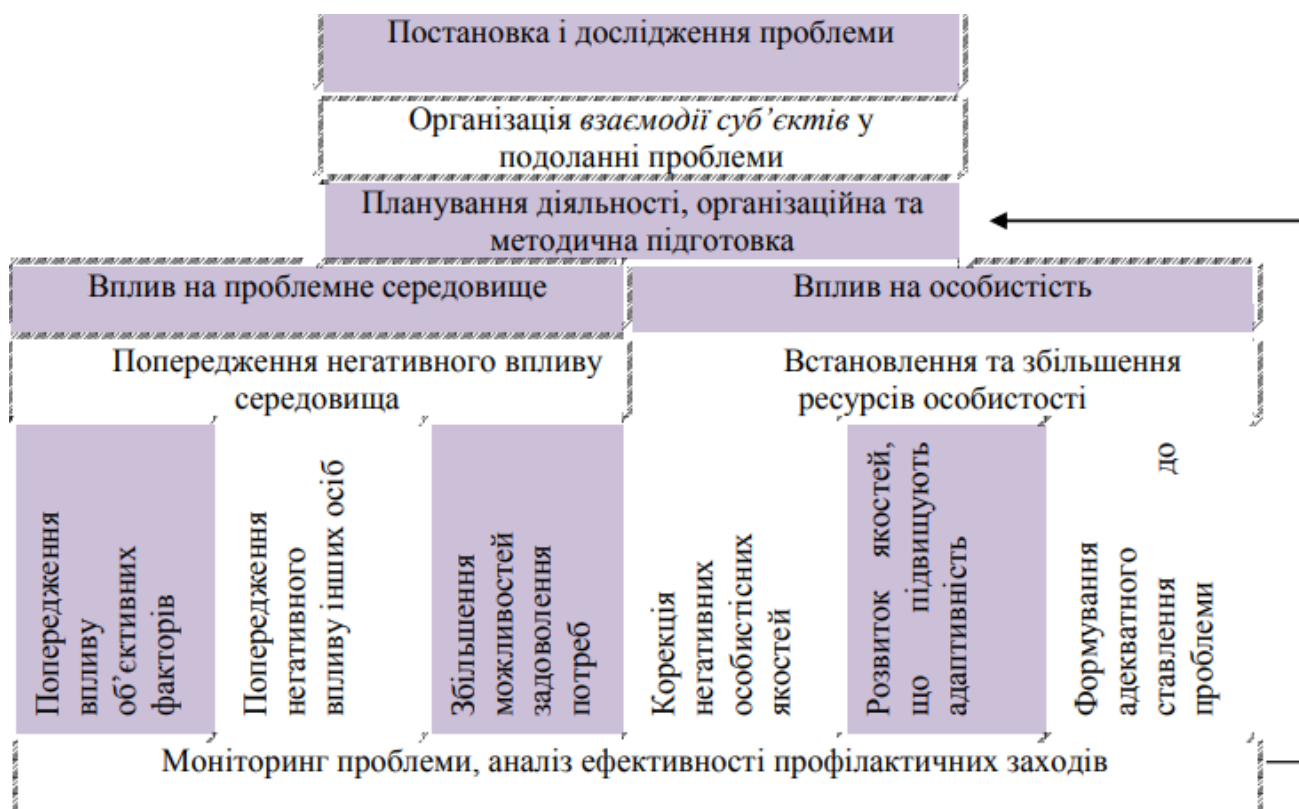 Постановка і дослідження проблеми
Організація взаємодії суб’єктів у
подоланні проблеми
Планування діяльності, організаційна та
методична підготовка
Вплив на проблемне середовище
Вплив на особистість
Попередження негативного впливу
середовища
Встановлення та збільшення
ресурсів особистості
Попередження
впливу
об’єктивних
факторів
Попередження
негативного
впливу інших осіб
Збільшення
можливостей
задоволення
потреб
Корекція
негативних
особистісних
якостей
Розвиток якостей,
що підвищують
адаптивність
Формування
адекватного
ставлення до
проблеми
Моніторинг проблеми, аналіз ефективності профілактичних заходів